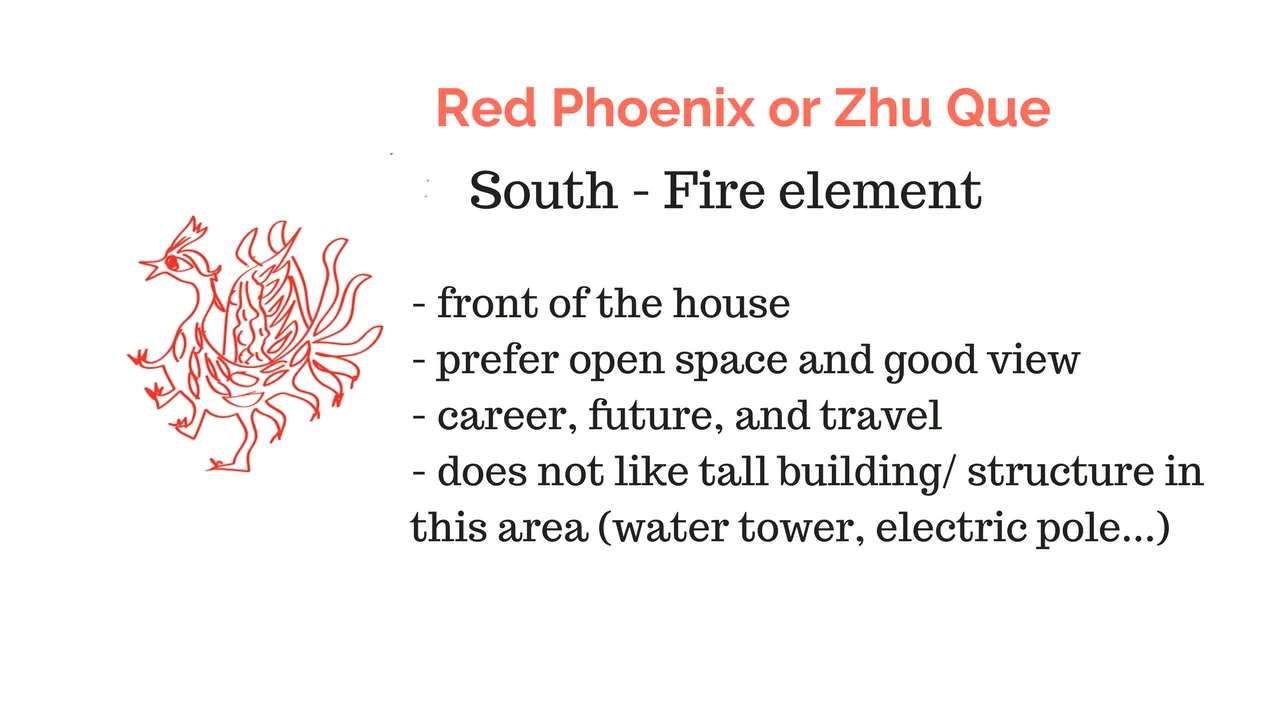 Red Phoenix or Zhu Que
South - Fire element
- front of the house
- prefer open space and good view
- career, future, and travel
- does not like tall building/ structure in
this area (water tower, electric pole...)